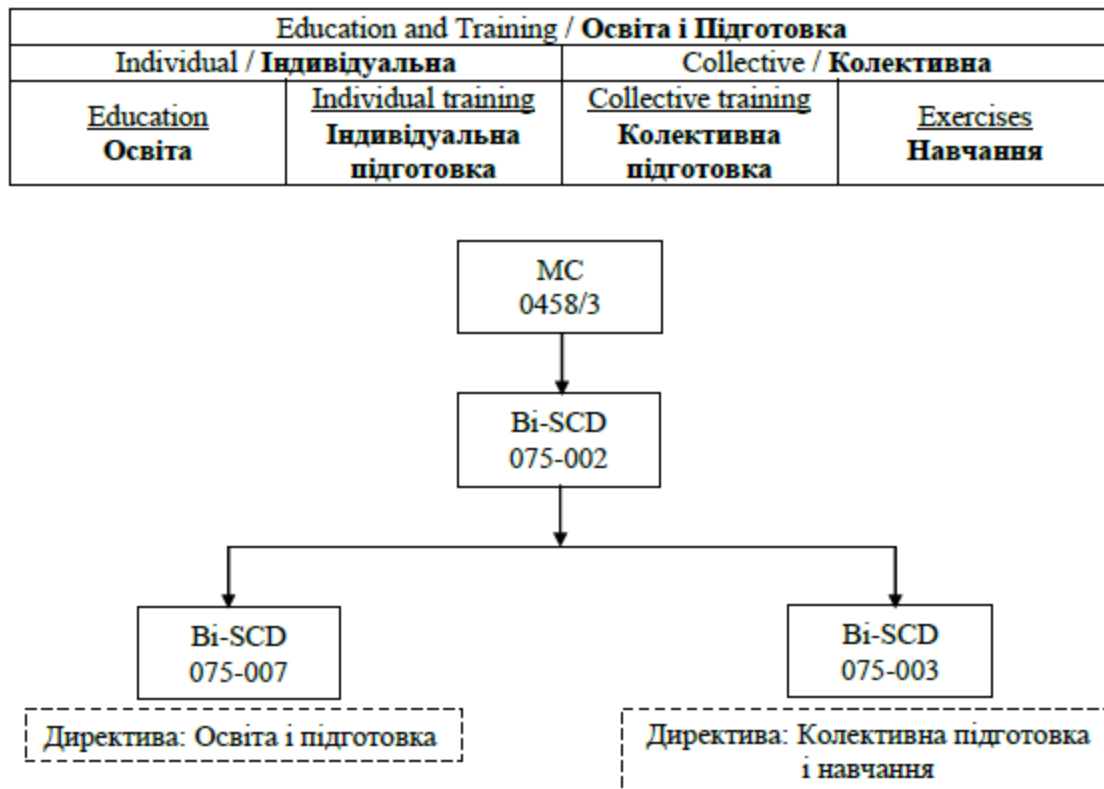 Education and Training / Освіта і Підготовка
Individual / Індивідуальна
Collective / Колективна
Education
Освіта
Individual training
Індивідуальна
підготовка
Collective training
Колективна
підготовка
Exercises
Навчання
MC
0458/3
Bi-SCD
075-002
Bi-SCD
075-007
Bi-SCD
075-003
Директива: Освіта і підготовка
Директива: Колективна підготовка
і навчання